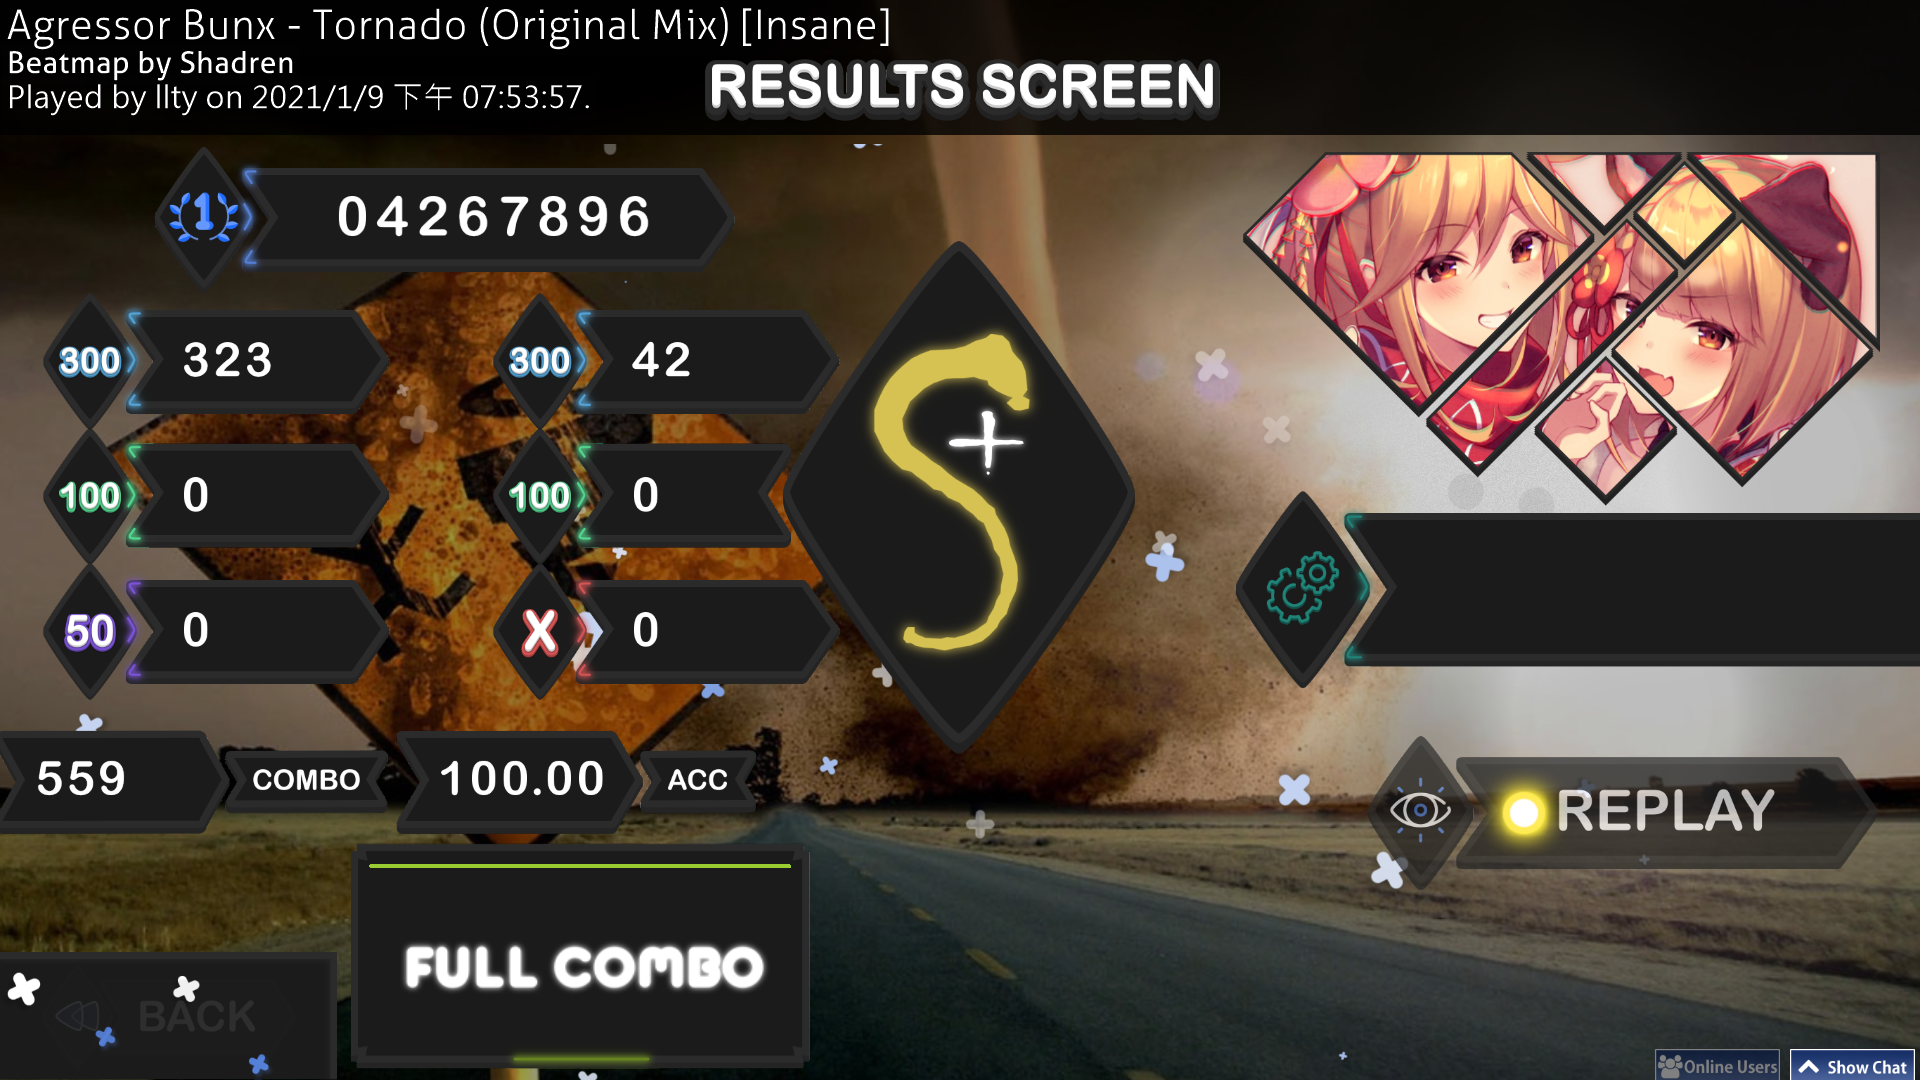 Agressor Bunx - Tornado (Original Mix) [Insane]
Beatmap by Shadren
Played by llty on 2021/1/9 下午 07:53:57.
RESULTS SCREEN
1 04267896
300 323 300 42
100 0 100 0
50 0 X 0
S+
559 COMBO 100.00 ACC
REPLAY
FULL COMBO
BACK
Online Users Show Chat